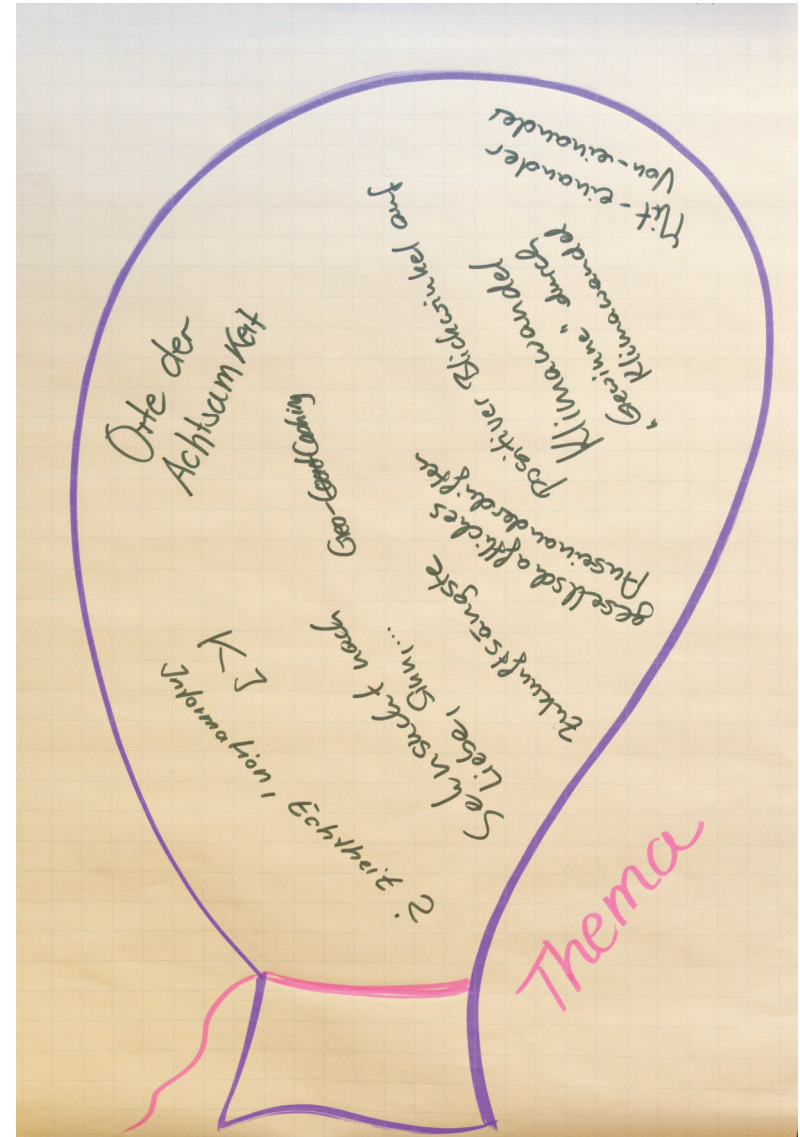 Von-einander
Mit-einander
Positiver Blickwinkel auf
Klimawandel
"Gewinne" durch
Klimawandel
Orte der
Achtsamkeit
Geo-Caching
gesellschaftliches
Auseinanderdriften
Zukunftsängste
Sehnsucht nach
Liebe, Sinn,...
KI
Information, Echtheit?
Thema